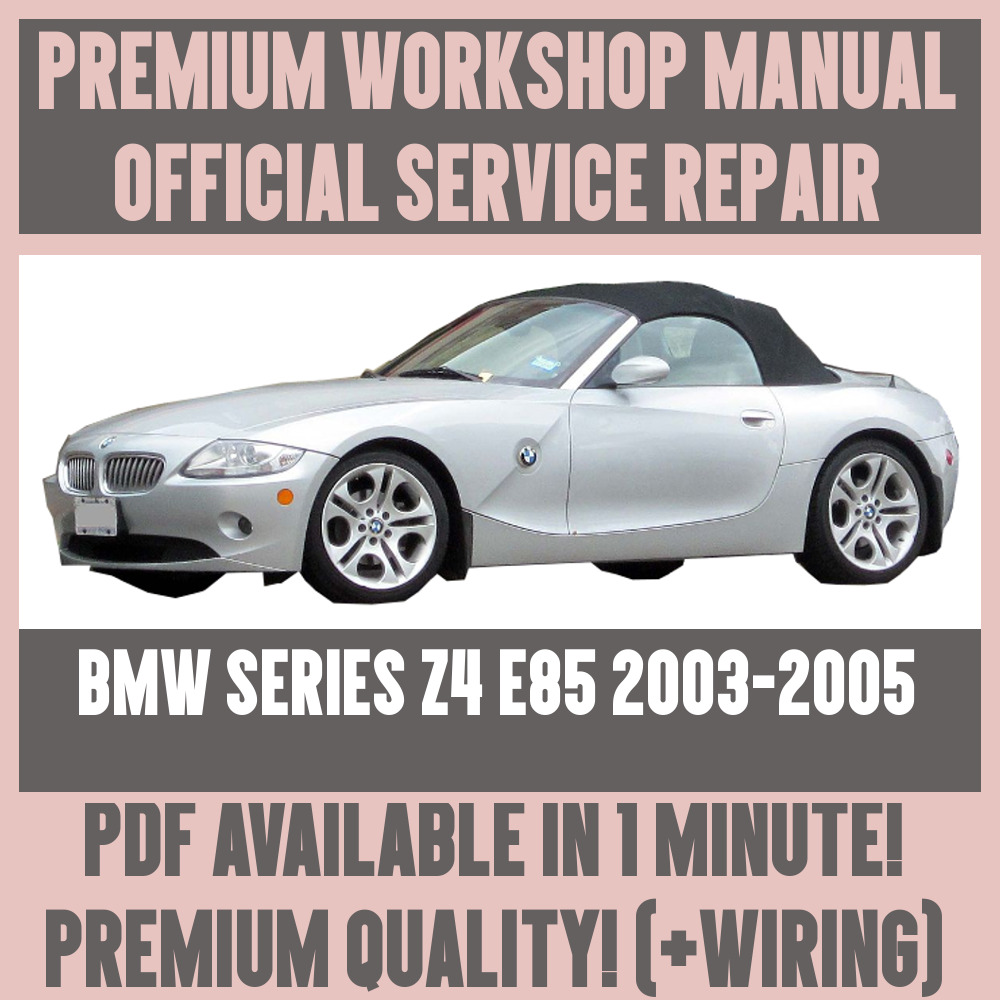 PREMIUM WORKSHOP MANUAL
OFFICIAL SERVICE REPAIR
BMW SERIES Z4 E85 2003-2005
PDF AVAILABLE IN 1 MINUTE!
PREMIUM QUALITY! (+WIRING)